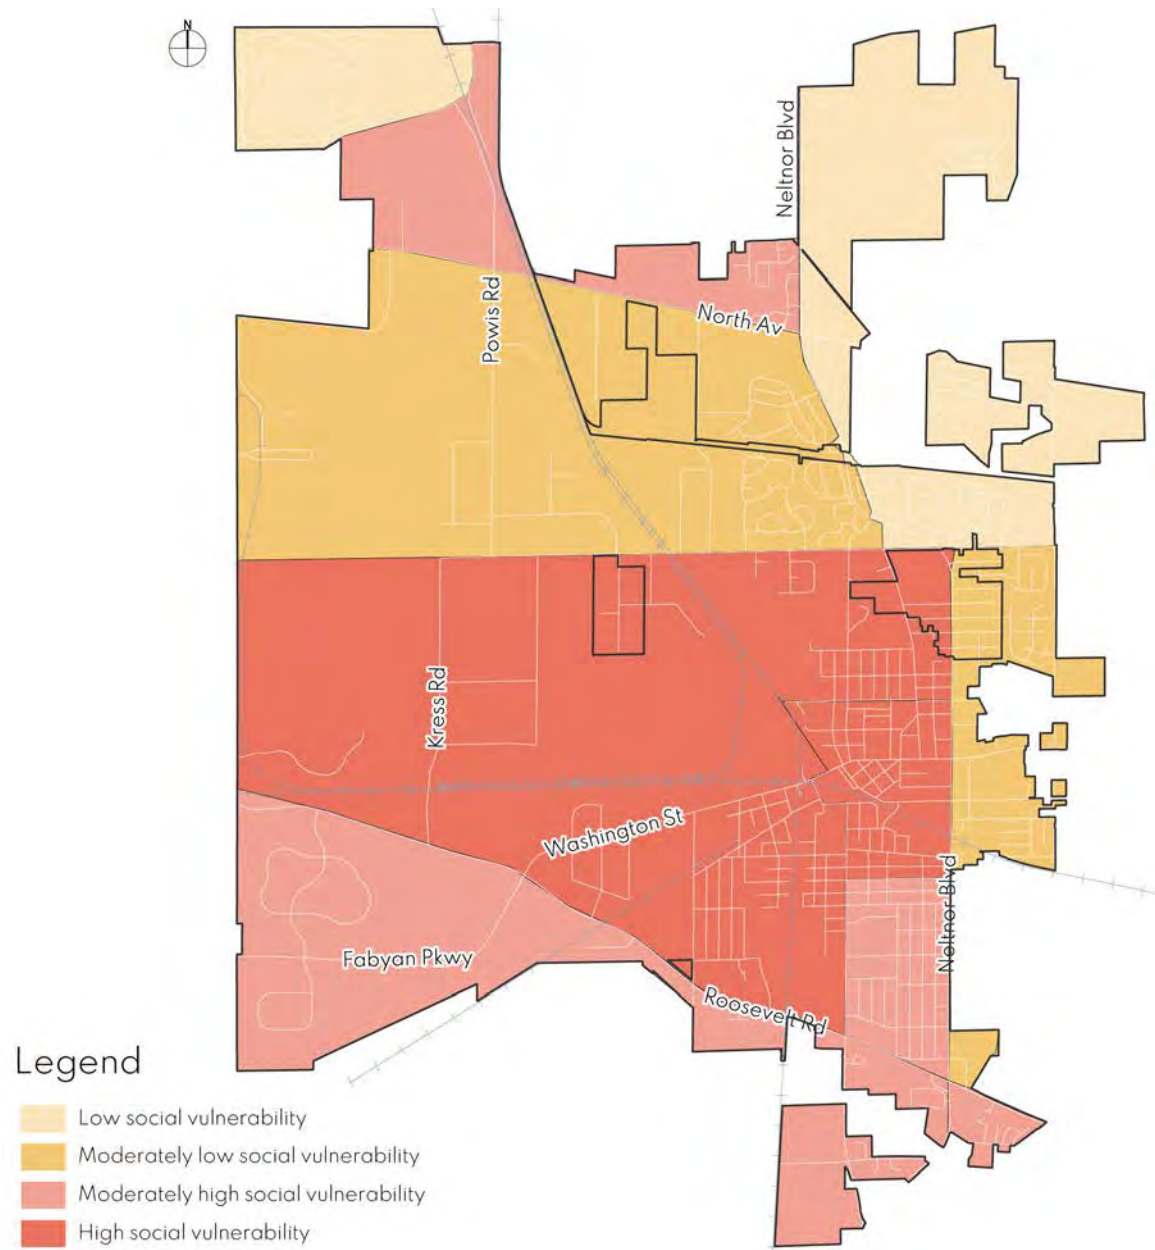 N
Neltnor Blvd
Powis Rd
North Av
Kress Rd
Washington St
Neltnor Blvd
Fabyan Pkwy
Roosevelt Rd
Legend
Low social vulnerability
Moderately low social vulnerability
Moderately high social vulnerability
High social vulnerability